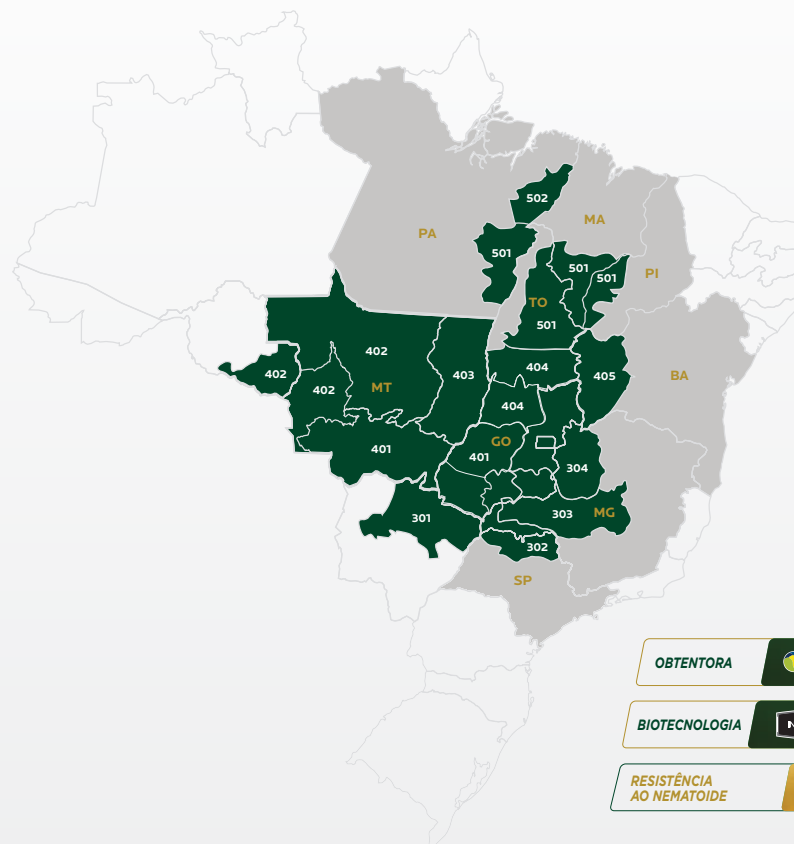 502
MA
PA
501
501
501
PI
TO
501
402
404
403
402
405
BA
402
MT
404
GO
401
401
304
303
MG
301
302
SP
OBTENTORA
BIOTECNOLOGIA
N
RESISTÊNCIA
AO NEMATOIDE